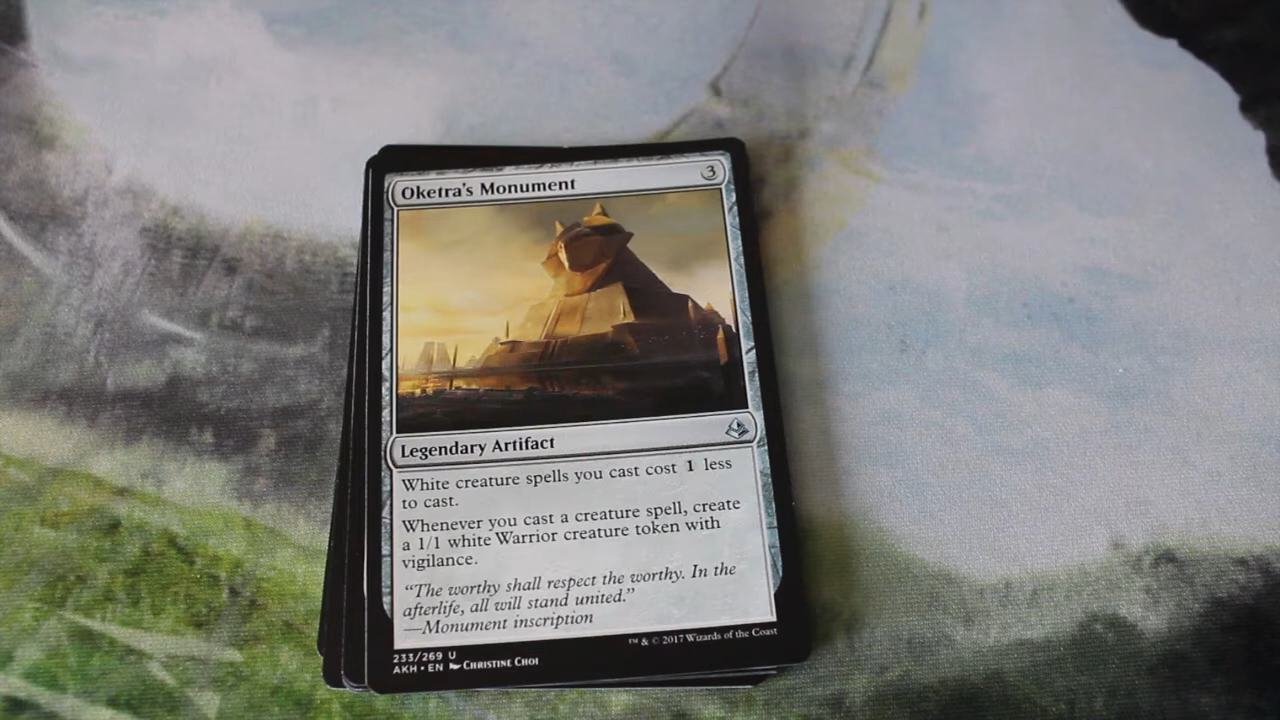 Oketra's Monument 3
Legendary Artifact
White creature spells you cast cost 1 less
to cast.
Whenever you cast a creature spell, create
a 1/1 white Warrior creature token with
vigilance.
"The worthy shall respect the worthy. In the
afterlife, all will stand united."
—Monument inscription
233/269 U
AKH • EN Christine Choi
™ & © 2017 Wizards of the Coast